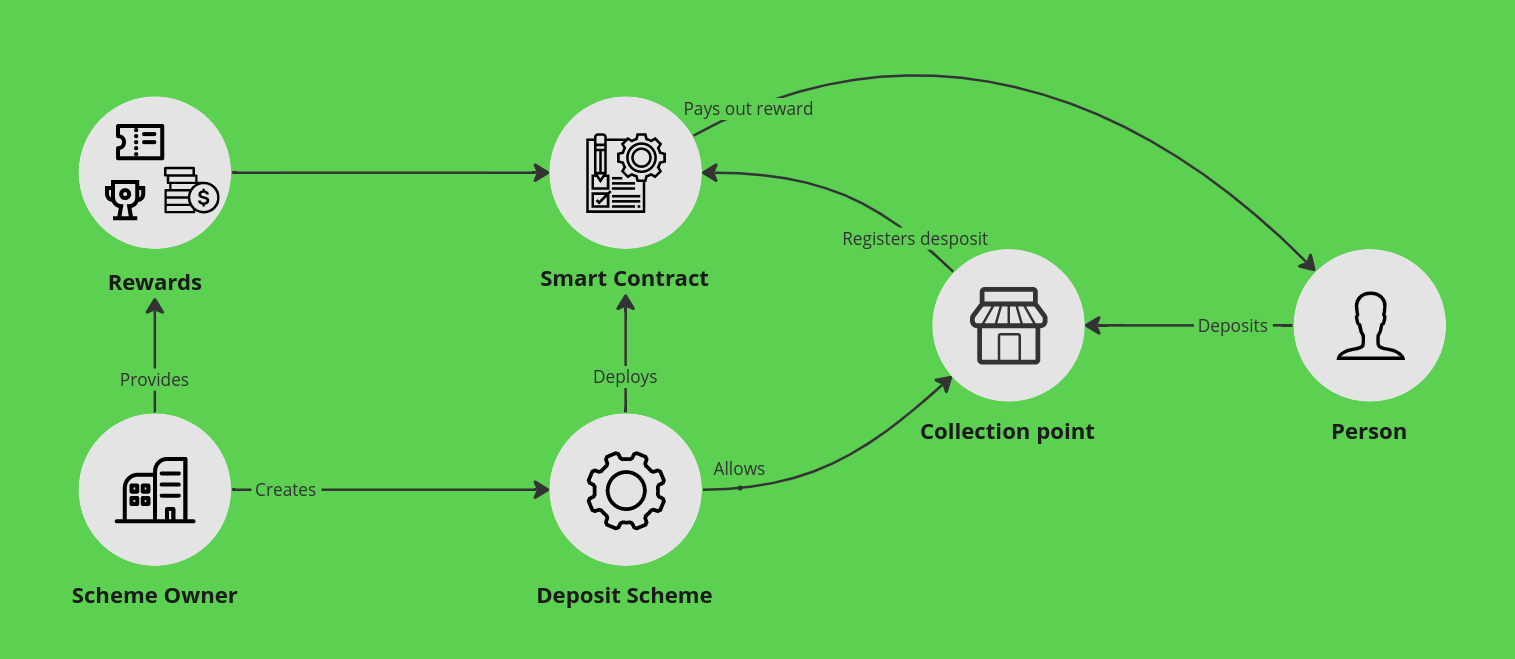 Pays out reward
$
Registers desposit
Rewards
Smart Contract
Deposits
Provides
Deploys
Collection point
Person
Allows
Creates
Scheme Owner
Deposit Scheme